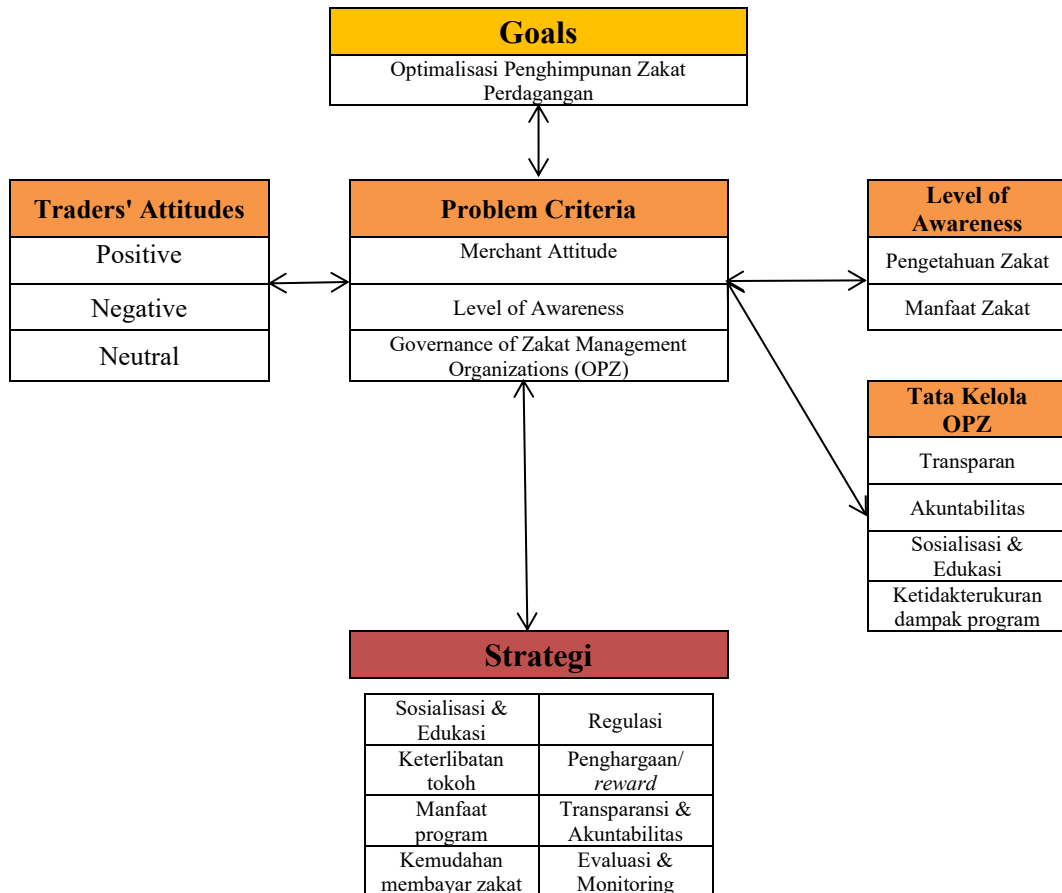 Goals
Optimalisasi Penghimpunan Zakat
Perdagangan
Traders' Attitudes
Positive
Negative
Neutral
Problem Criteria
Merchant Attitude
Level of Awareness
Governance of Zakat Management
Organizations (OPZ)
Level of
Awareness
Pengetahuan Zakat
Manfaat Zakat
Tata Kelola
OPZ
Transparan
Akuntabilitas
Sosialisasi &
Edukasi
Ketidakterukuran
dampak program
Strategi
Sosialisasi &
Edukasi
Regulasi
Keterlibatan
tokoh
Penghargaan/
reward
Manfaat
program
Transparansi &
Akuntabilitas
Kemudahan
membayar zakat
Evaluasi &
Monitoring